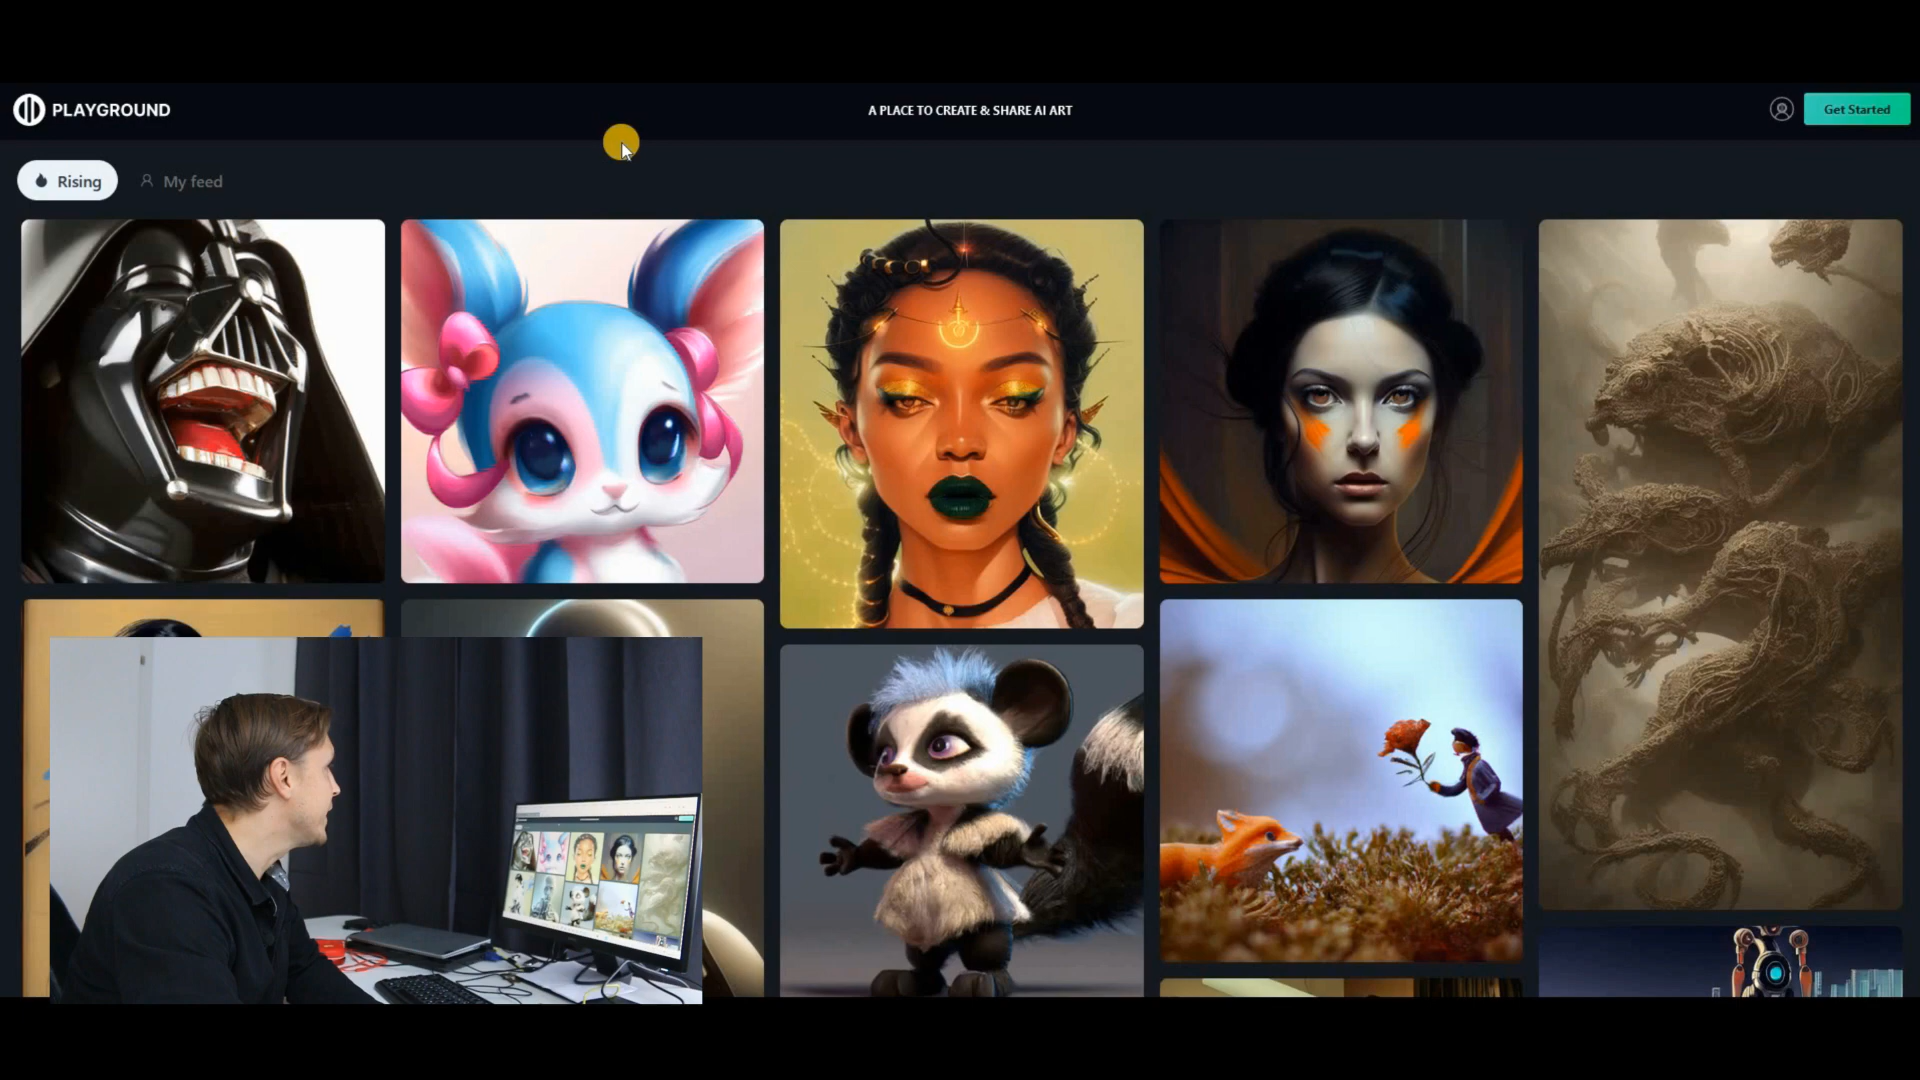 PLAYGROUND
A PLACE TO CREATE & SHARE AI ART
Get Started
Rising
My feed